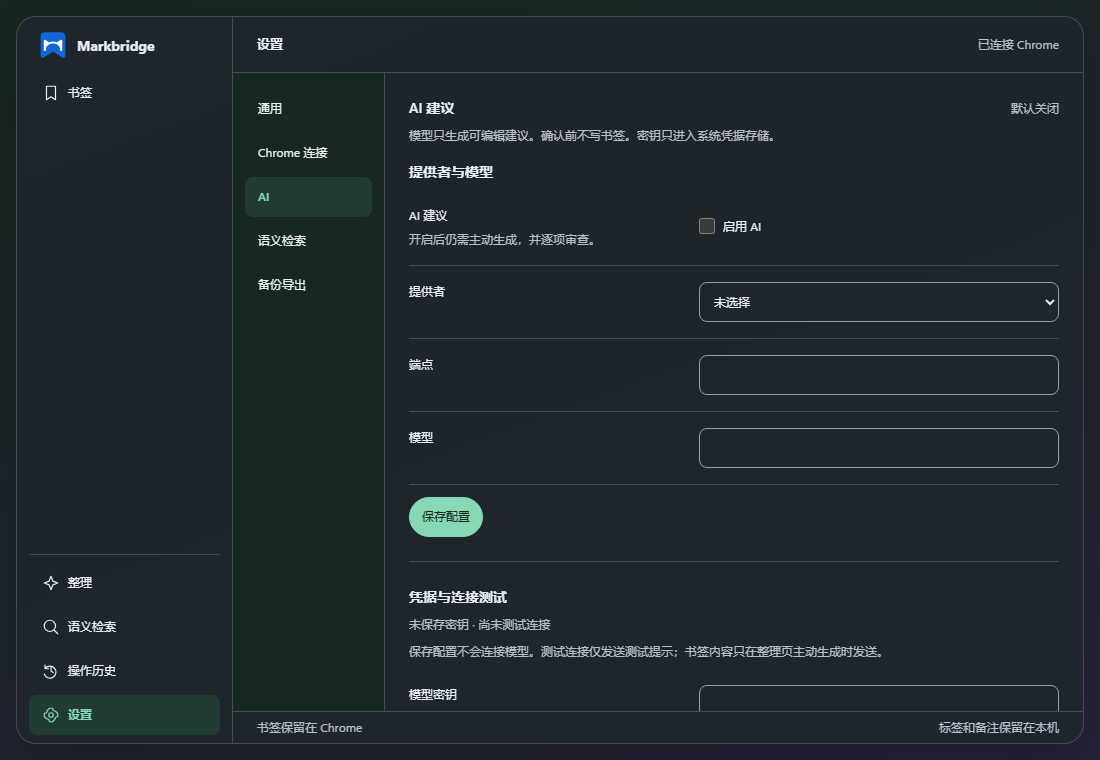 Markbridge
书签
整理
语义检索
操作历史
设置
设置
已连接 Chrome
通用
Chrome 连接
AI
语义检索
备份导出
AI 建议
默认关闭
模型只生成可编辑建议。确认前不写书签。密钥只进入系统凭据存储。
提供者与模型
AI 建议
开启后仍需主动生成，并逐项审查。
启用 AI
提供者
未选择
端点
模型
保存配置
凭据与连接测试
未保存密钥 · 尚未测试连接
保存配置不会连接模型。测试连接仅发送测试提示；书签内容只在整理页主动生成时发送。
模型密钥
书签保留在 Chrome
标签和备注保留在本机